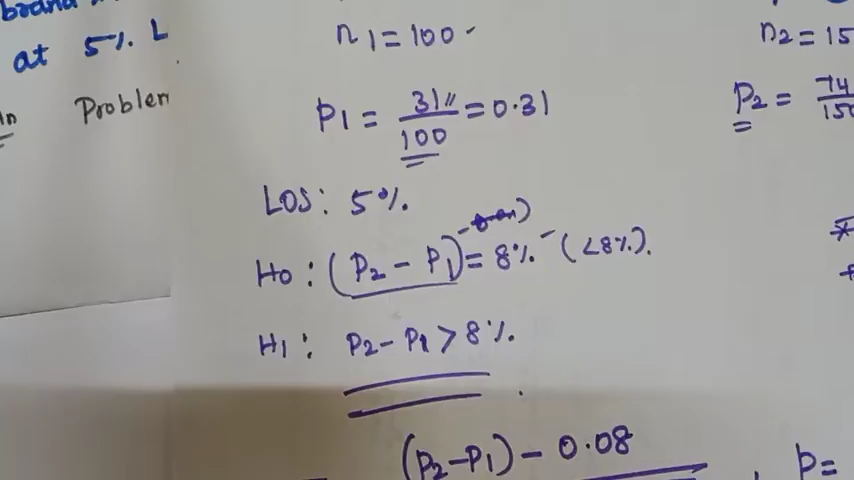 at 5%. L
Problem
n1 = 100
n2 = 15
p1 = 31/100 = 0.31
p2 = 74/150
LOS: 5%.
H0: (P2 - P1) = 8% (<8%).
H1: P2 - P1 > 8%.
(p2-p1) - 0.08 , p=